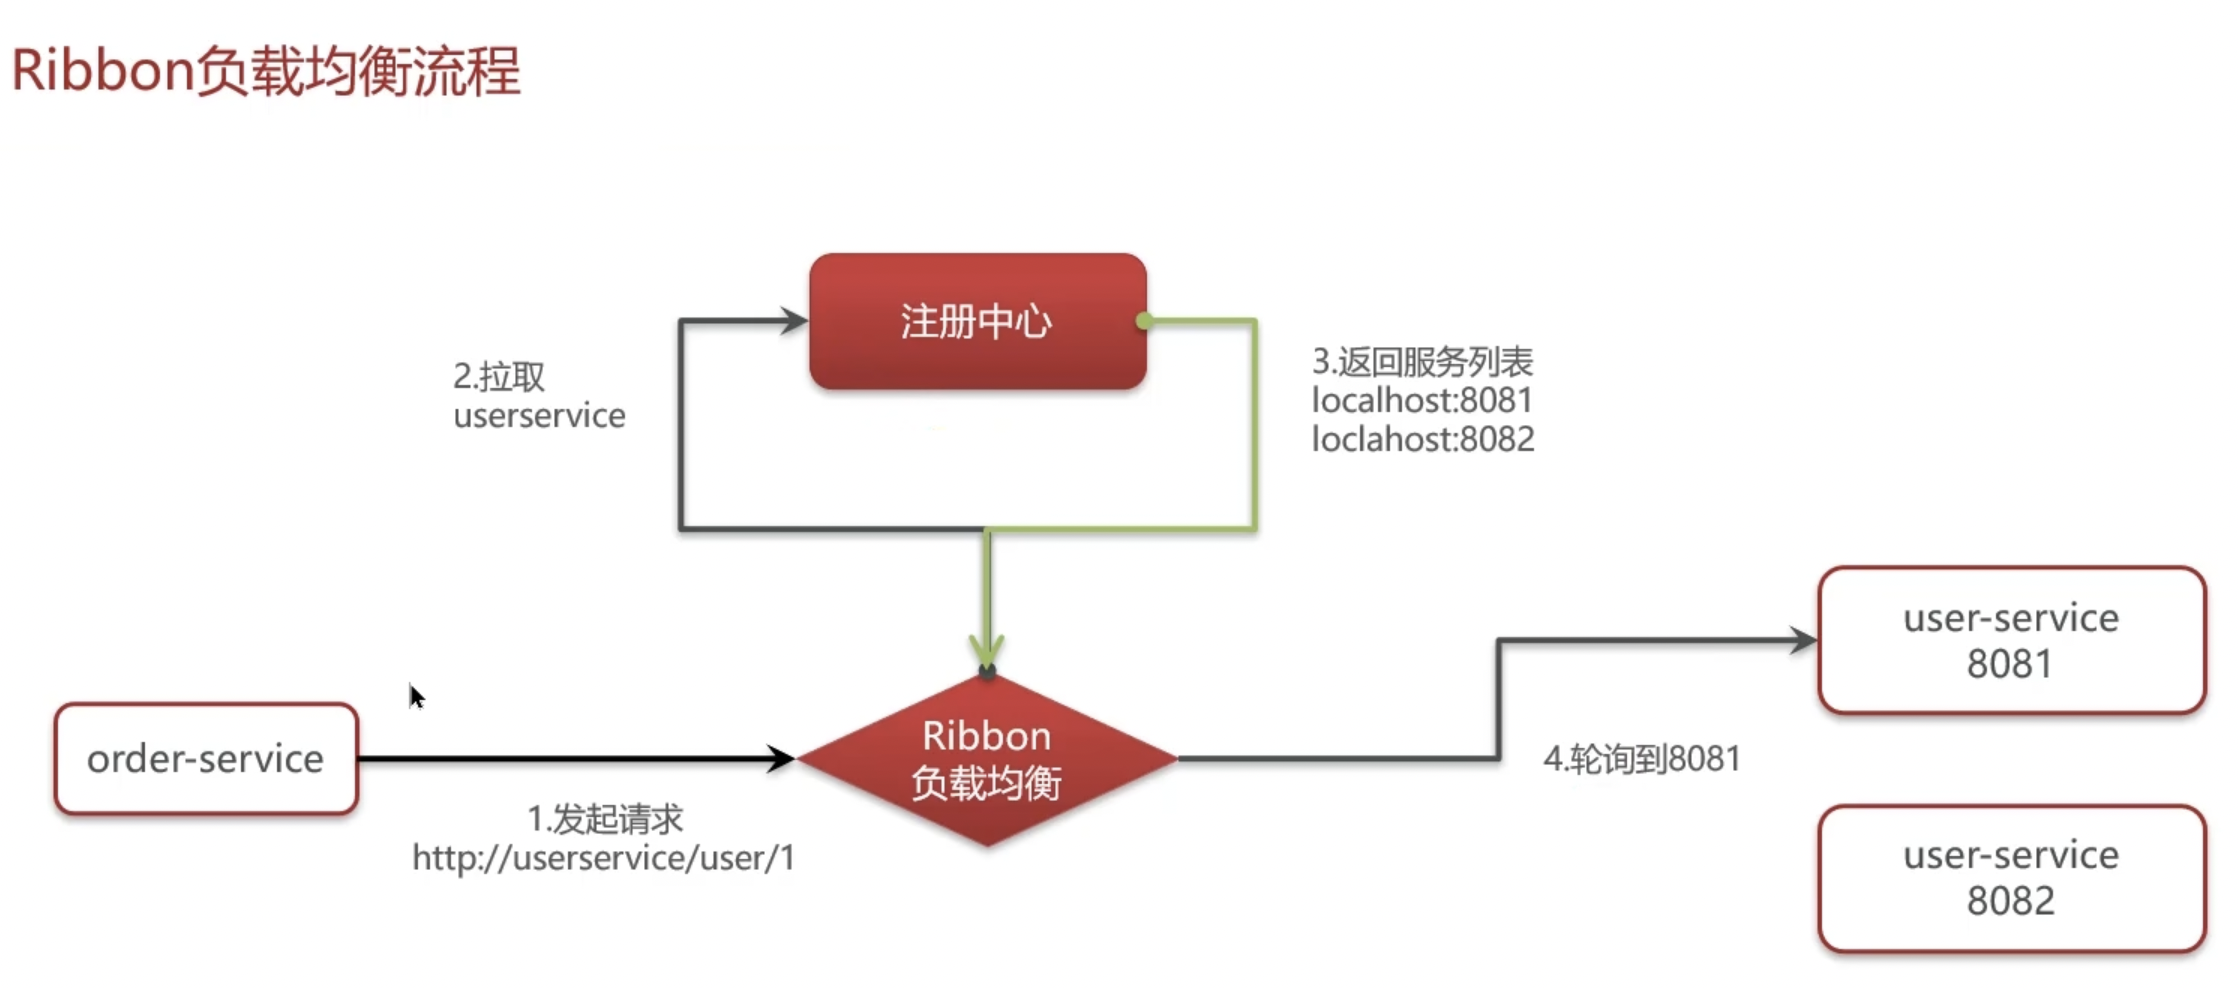 Ribbon负载均衡流程
注册中心
2.拉取
userservice
3.返回服务列表
localhost:8081
loclahost:8082
order-service
1.发起请求
http://userservice/user/1
Ribbon
负载均衡
4.轮询到8081
user-service
8081
user-service
8082